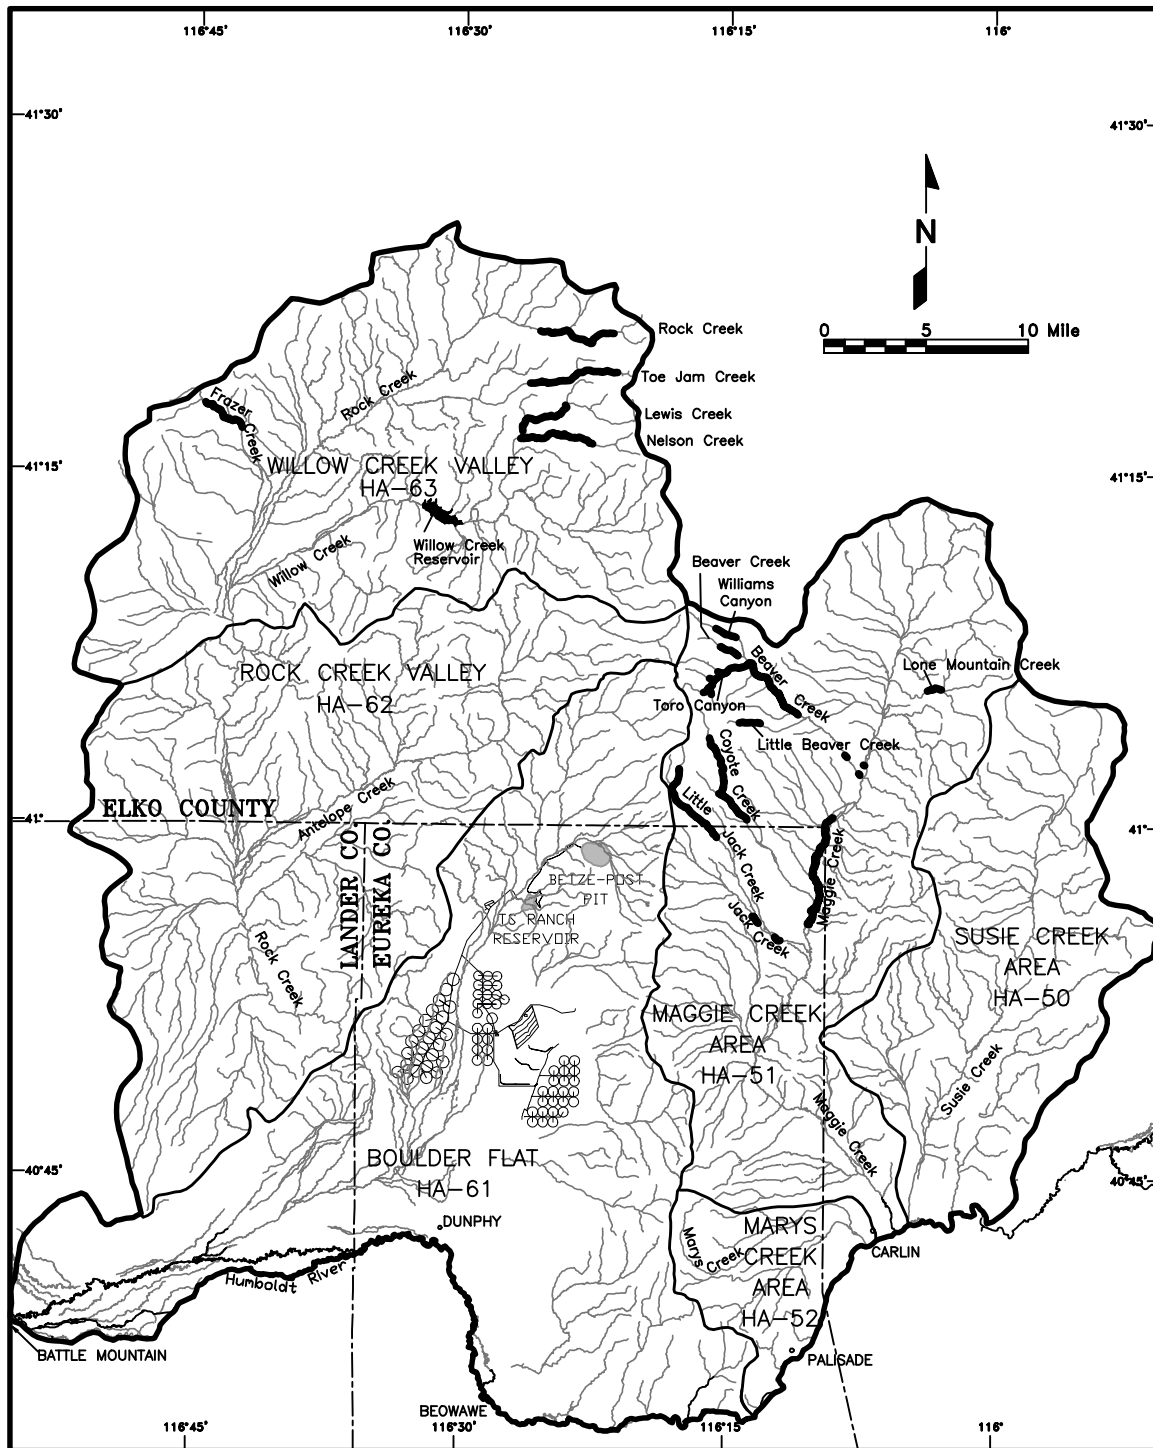 116°45'
116°30'
116°15'
116°
41°30'
41°30'
N
0 5 10 Mile
Rock Creek
Toe Jam Creek
Lewis Creek
Nelson Creek
Frazer Creek
Rock Creek
41°15'
WILLOW CREEK VALLEY
HA-63
41°15'
Willow Creek
Reservoir
Willow Creek
Beaver Creek
Williams
Canyon
Beaver Creek
Lone Mountain Creek
ROCK CREEK VALLEY
HA-62
Toro Canyon
Little Beaver Creek
Coyote Creek
Little Jack Creek
Antelope Creek
ELKO COUNTY
41°
41°
LANDER CO.
EUREKA CO.
BETZE-POST
PIT
Maggie Creek
TS RANCH
RESERVOIR
Jack Creek
Rock Creek
SUSIE CREEK
AREA
HA-50
MAGGIE CREEK
AREA
HA-51
Susie Creek
Maggie Creek
BOULDER FLAT
HA-61
40°45'
40°45'
DUNPHY
MARYS
CREEK
AREA
HA-52
Marys Creek
CARLIN
Humboldt River
BATTLE MOUNTAIN
PALISADE
BEOWAWE
116°45'
116°30'
116°15'
116°